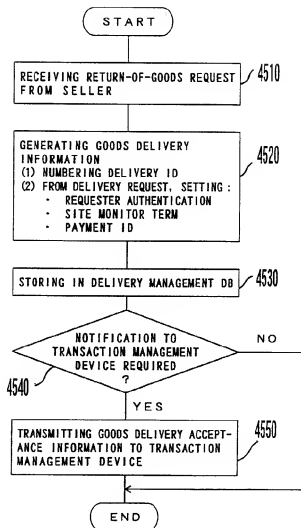 START
RECEIVING RETURN-OF-GOODS REQUEST
FROM SELLER
4510
GENERATING GOODS DELIVERY
INFORMATION
(1) NUMBERING DELIVERY ID
(2) FROM DELIVERY REQUEST, SETTING :
· REQUESTER AUTHENTICATION
· SITE MONITOR TERM
· PAYMENT ID
4520
STORING IN DELIVERY MANAGEMENT DB
4530
NOTIFICATION TO
TRANSACTION MANAGEMENT
DEVICE REQUIRED
?
NO
4540
YES
TRANSMITTING GOODS DELIVERY ACCEPT-
ANCE INFORMATION TO TRANSACTION
MANAGEMENT DEVICE
4550
END